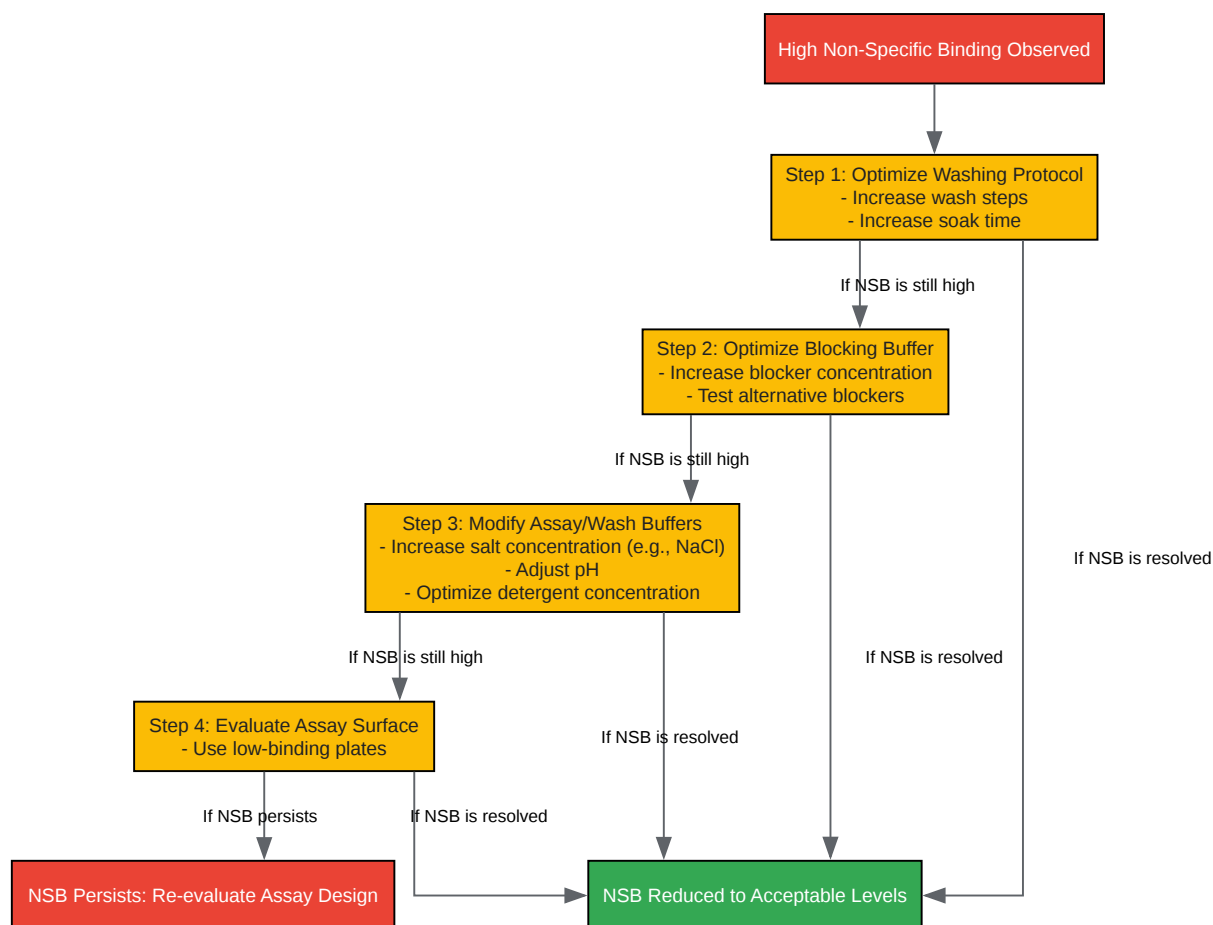 High Non-Specific Binding Observed
Step 1: Optimize Washing Protocol
- Increase wash steps
- Increase soak time
If NSB is still high
Step 2: Optimize Blocking Buffer
- Increase blocker concentration
- Test alternative blockers
If NSB is still high
Step 3: Modify Assay/Wash Buffers
- Increase salt concentration (e.g., NaCl)
- Adjust pH
- Optimize detergent concentration
If NSB is resolved
If NSB is still high
If NSB is resolved
Step 4: Evaluate Assay Surface
- Use low-binding plates
If NSB is resolved
If NSB persists
If NSB is resolved
NSB Persists: Re-evaluate Assay Design
NSB Reduced to Acceptable Levels